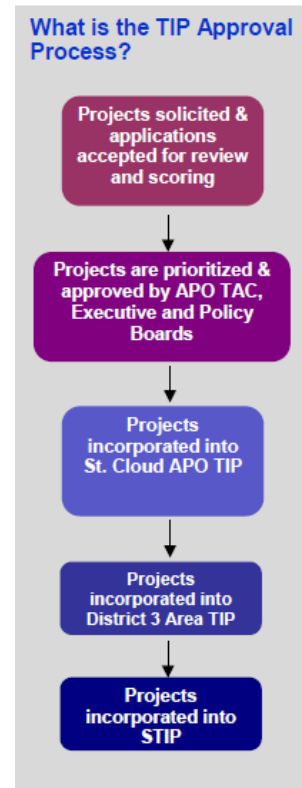 What is the TIP Approval
Process?
Projects solicited &
applications
accepted for review
and scoring
Projects are prioritized &
approved by APO TAC,
Executive and Policy
Boards
Projects
incorporated into
St. Cloud APO TIP
Projects
incorporated into
District 3 Area TIP
Projects
incorporated into
STIP